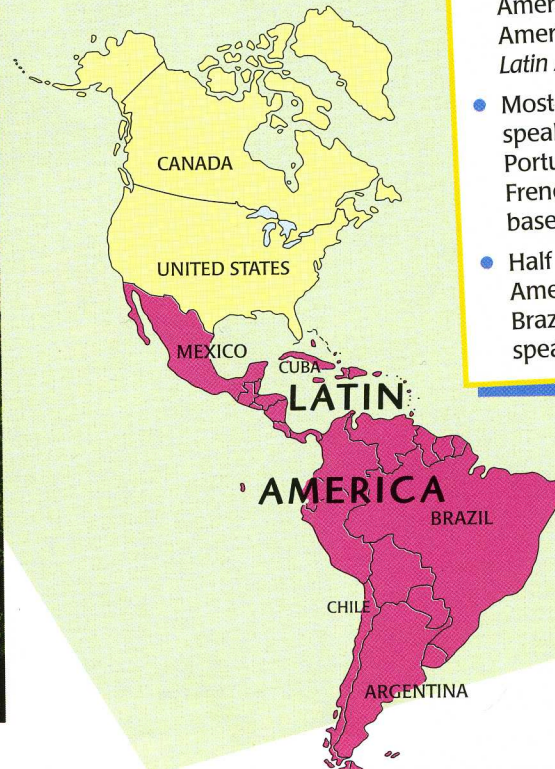 Amer
Amer
Latin
Most
speal
Portu
Frenc
base
Half
Ame
Braz
spea
CANADA
UNITED STATES
MEXICO
CUBA
LATIN
AMERICA
BRAZIL
CHILE
ARGENTINA